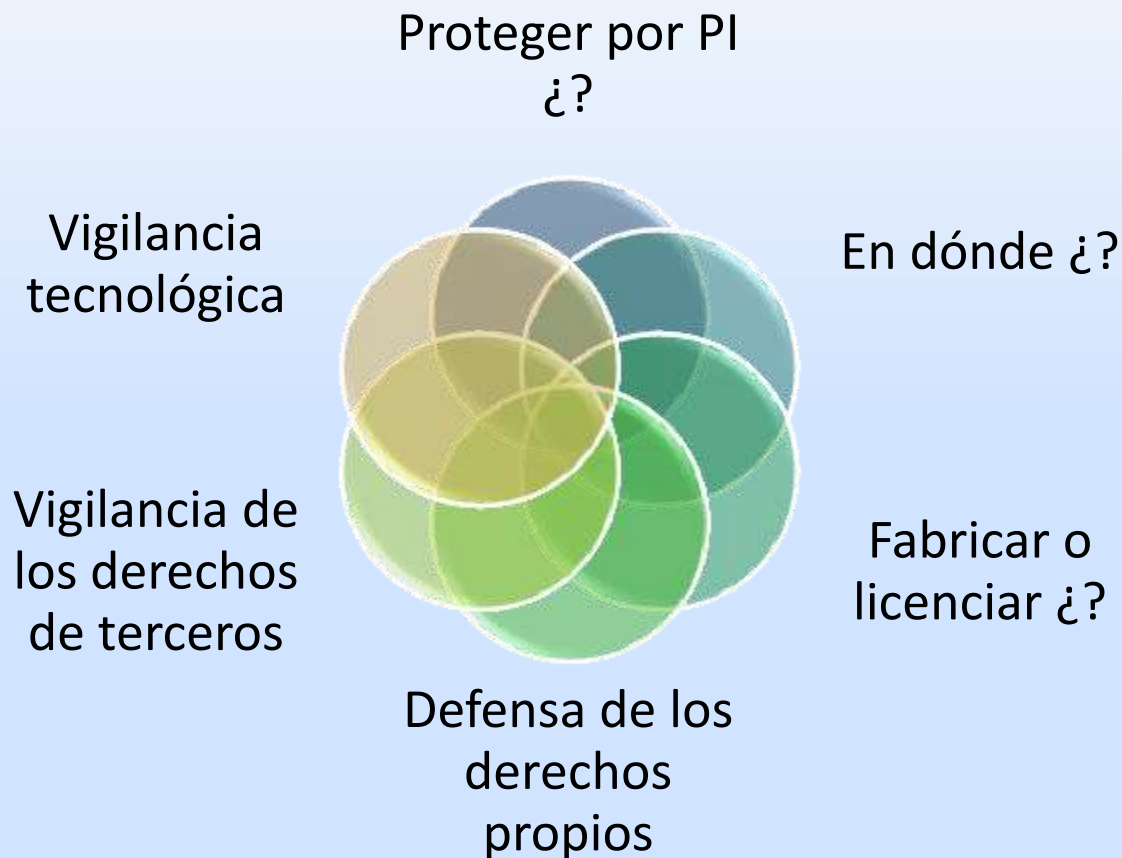 Proteger por PI
¿?
En dónde ¿?
Fabricar o
licenciar ¿?
Defensa de los
derechos
propios
Vigilancia de
los derechos
de terceros
Vigilancia
tecnológica